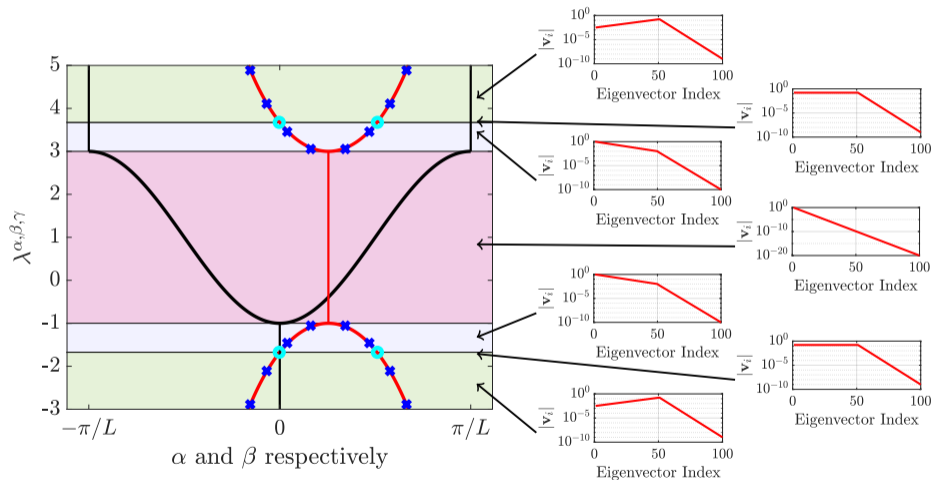 5
4
3
2
1
0
-1
-2
-3
λ^{α,β,γ}
−π/L
0
π/L
α and β respectively
|v_i|
10^0
10^{-5}
10^{-10}
0
50
100
Eigenvector Index
|v_i|
10^0
10^{-5}
10^{-10}
0
50
100
Eigenvector Index
|v_i|
10^0
10^{-5}
10^{-10}
0
50
100
Eigenvector Index
|v_i|
10^0
10^{-10}
10^{-20}
0
50
100
Eigenvector Index
|v_i|
10^0
10^{-5}
10^{-10}
0
50
100
Eigenvector Index
|v_i|
10^0
10^{-5}
10^{-10}
0
50
100
Eigenvector Index
|v_i|
10^0
10^{-5}
10^{-10}
0
50
100
Eigenvector Index